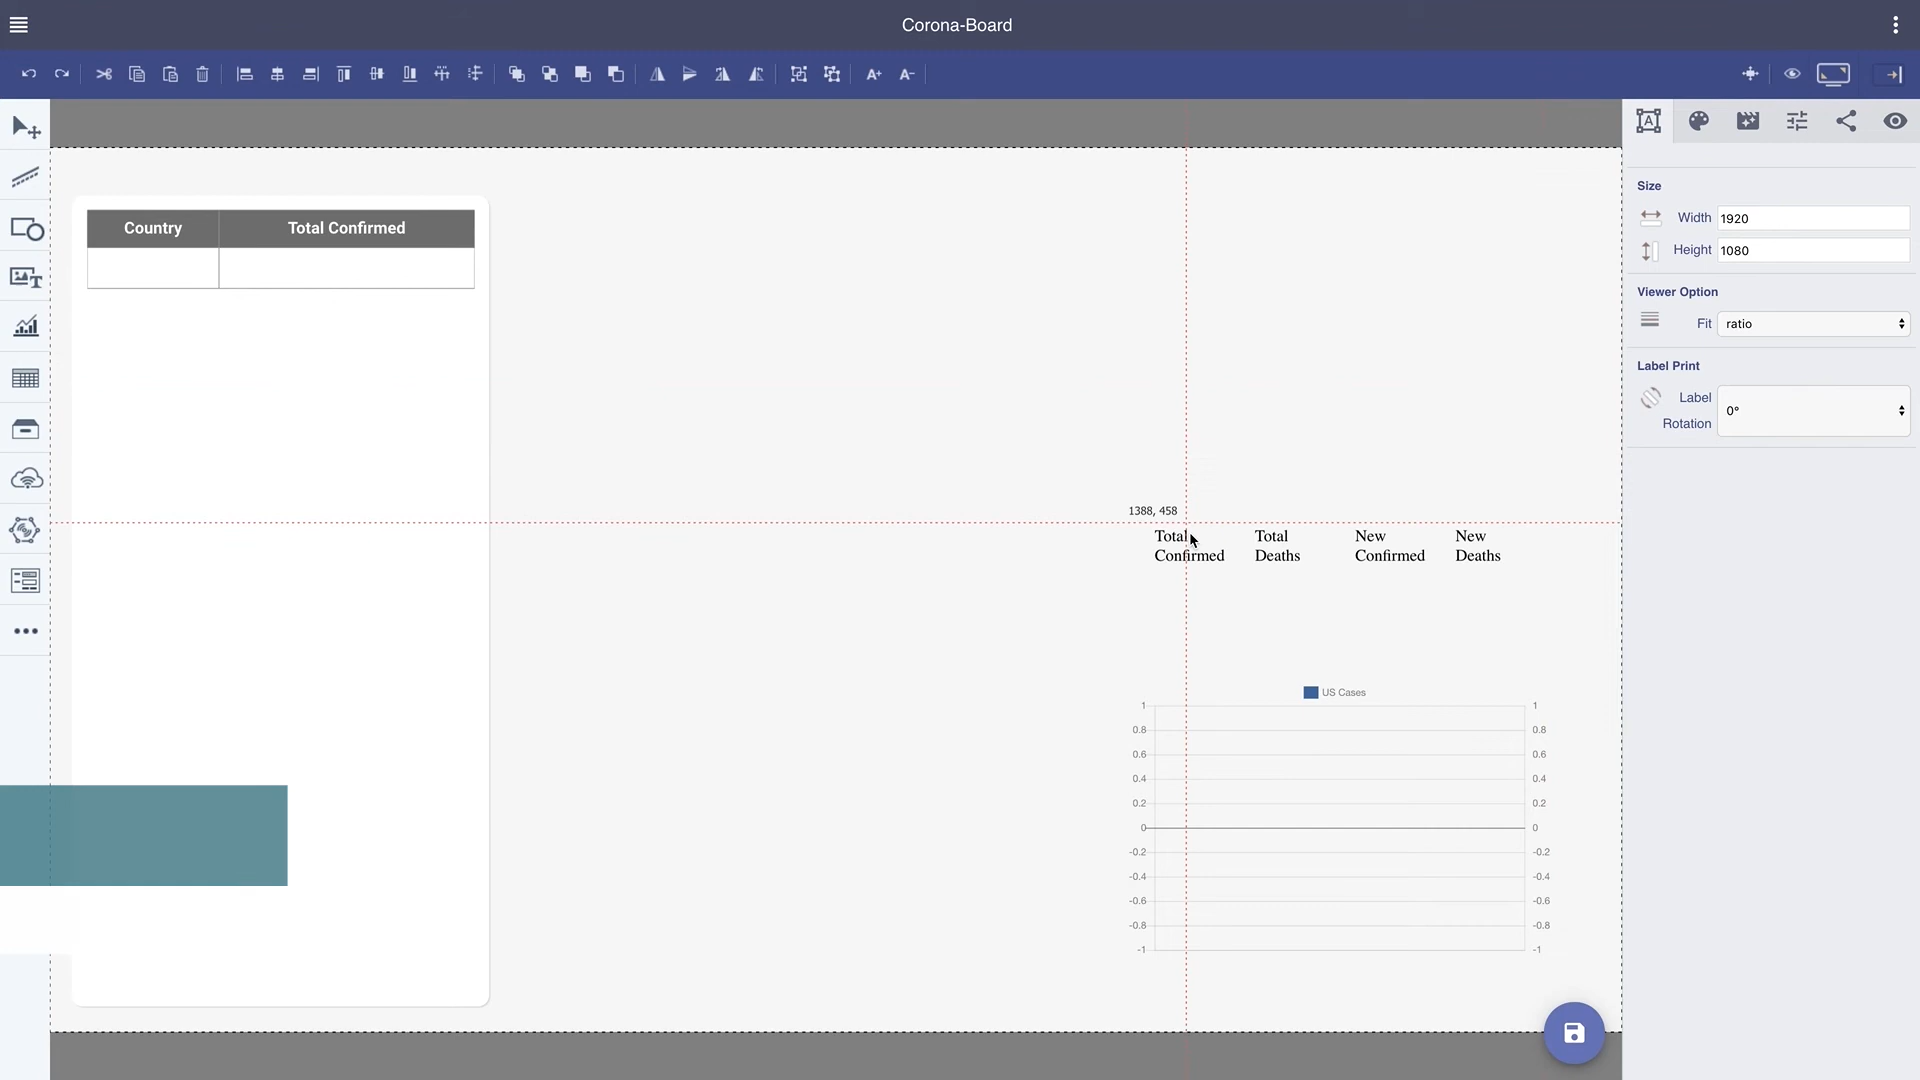 Corona-Board
A+ A-
A
Size
Width 1920
Height 1080
Viewer Option
Fit ratio
Label Print
Label Rotation 0°
T
Country Total Confirmed
1388, 458
Total Confirmed
Total Deaths
New Confirmed
New Deaths
US Cases
1 1
0.8 0.8
0.6 0.6
0.4 0.4
0.2 0.2
0 0
-0.2 -0.2
-0.4 -0.4
-0.6 -0.6
-0.8 -0.8
-1 -1